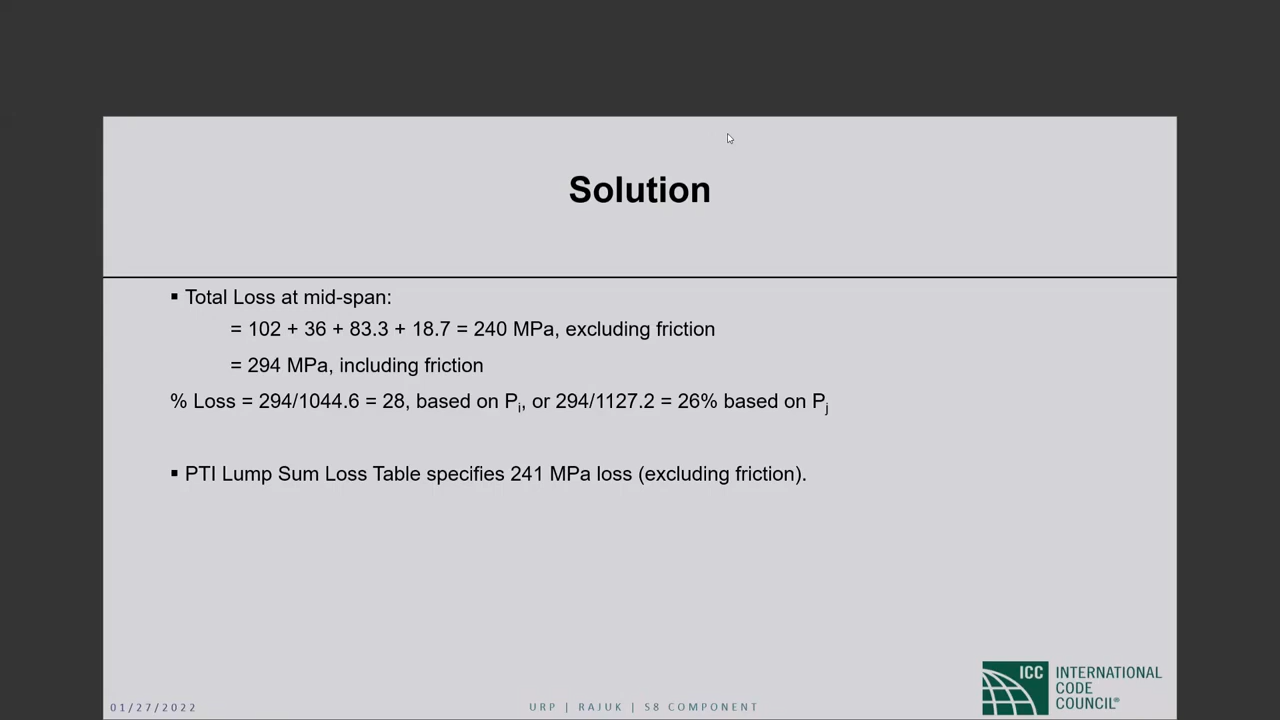 Solution
▪ Total Loss at mid-span:
= 102 + 36 + 83.3 + 18.7 = 240 MPa, excluding friction
= 294 MPa, including friction
% Loss = 294/1044.6 = 28, based on Pi, or 294/1127.2 = 26% based on Pj
▪ PTI Lump Sum Loss Table specifies 241 MPa loss (excluding friction).
ICC INTERNATIONAL
CODE
COUNCIL®
01/27/2022
URP | RAJUK | S8 COMPONENT